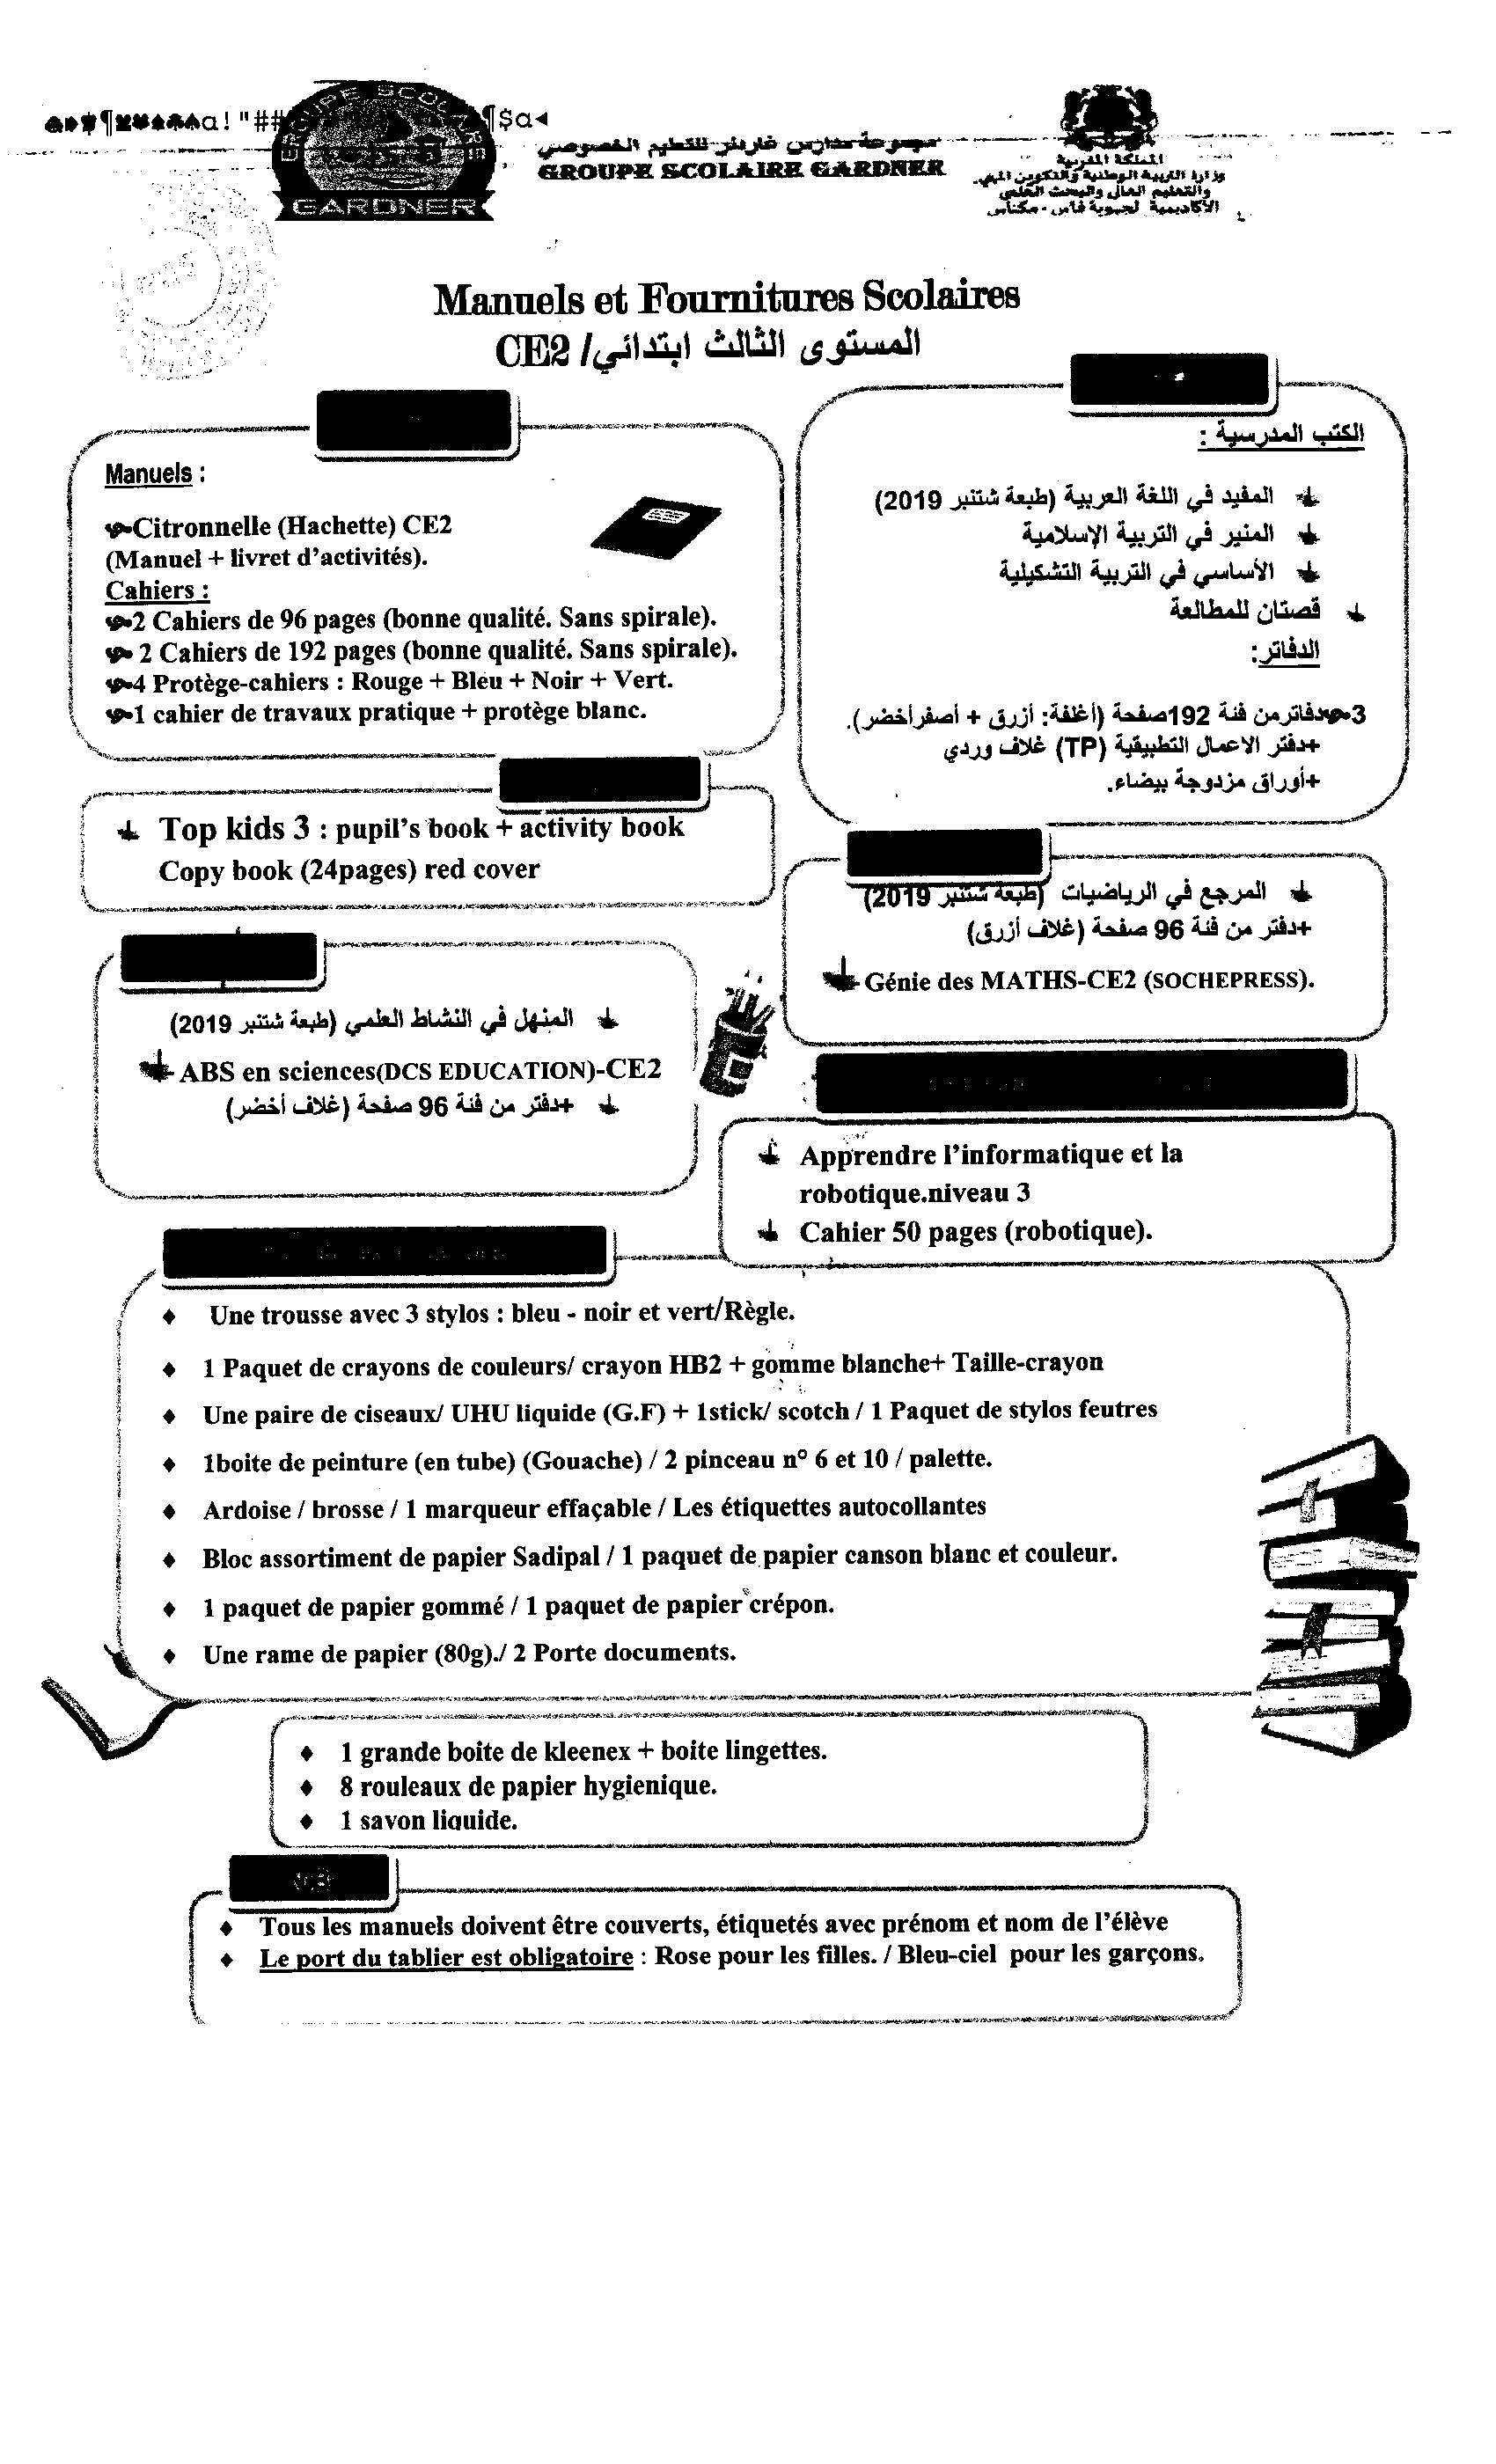 GROUPE SCOLAIRE
GARDNER
مجموعة مدارس غاردنر للتعليم الخصوصي
GROUPE SCOLAIRE GARDNER
المملكة المغربية
وزارة التربية الوطنية والتكوين المهني
والتعليم العالي والبحث العلمي
الأكاديمية لجهوية فاس - مكناس
Manuels et Fournitures Scolaires
CE2 /المستوى الثالث ابتدائي
Manuels :
Citronnelle (Hachette) CE2
(Manuel + livret d’activités).
Cahiers :
2 Cahiers de 96 pages (bonne qualité. Sans spirale).
2 Cahiers de 192 pages (bonne qualité. Sans spirale).
4 Protège-cahiers : Rouge + Bleu + Noir + Vert.
1 cahier de travaux pratique + protège blanc.
الكتب المدرسية :
المفيد في اللغة العربية (طبعة شتنبر 2019)
المنير في التربية الإسلامية
الأساسي في التربية التشكيلية
قصتان للمطالعة
الدفاتر:
3دفاترمن فئة 192صفحة (أغلفة: أزرق + أصفرأخضر).
+دفتر الاعمال التطبيقية (TP) غلاف وردي
+أوراق مزدوجة بيضاء.
Top kids 3 : pupil’s book + activity book
Copy book (24pages) red cover
المرجع في الرياضيات (طبعة شتنبر 2019)
+دفتر من فئة 96 صفحة (غلاف أزرق)
Génie des MATHS-CE2 (SOCHEPRESS).
المنهل في النشاط العلمي (طبعة شتنبر 2019)
ABS en sciences(DCS EDUCATION)-CE2
+دفتر من فئة 96 صفحة (غلاف أخضر)
Apprendre l’informatique et la
robotique.niveau 3
Cahier 50 pages (robotique).
Une trousse avec 3 stylos : bleu - noir et vert/Règle.
1 Paquet de crayons de couleurs/ crayon HB2 + gomme blanche+ Taille-crayon
Une paire de ciseaux/ UHU liquide (G.F) + 1stick/ scotch / 1 Paquet de stylos feutres
1boite de peinture (en tube) (Gouache) / 2 pinceau n° 6 et 10 / palette.
Ardoise / brosse / 1 marqueur effaçable / Les étiquettes autocollantes
Bloc assortiment de papier Sadipal / 1 paquet de papier canson blanc et couleur.
1 paquet de papier gommé / 1 paquet de papier crépon.
Une rame de papier (80g)./ 2 Porte documents.
1 grande boite de kleenex + boite lingettes.
8 rouleaux de papier hygienique.
1 savon liquide.
N.B
Tous les manuels doivent être couverts, étiquetés avec prénom et nom de l’élève
Le port du tablier est obligatoire : Rose pour les filles. / Bleu-ciel pour les garçons.